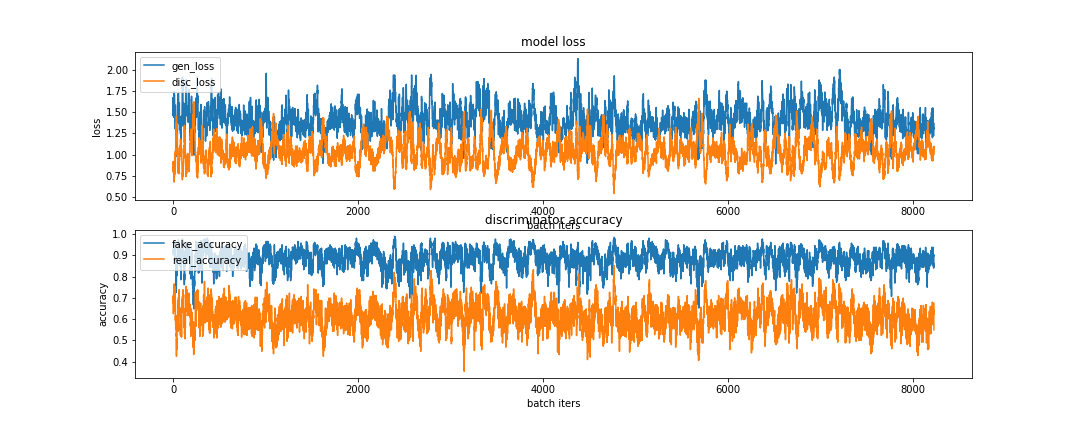 model loss
gen_loss
disc_loss
2.00
1.75
1.50
1.25
1.00
0.75
0.50
loss
0 2000 4000 6000 8000
batch iters
discriminator accuracy
fake_accuracy
real_accuracy
1.0
0.9
0.8
0.7
0.6
0.5
0.4
accuracy
0 2000 4000 6000 8000
batch iters